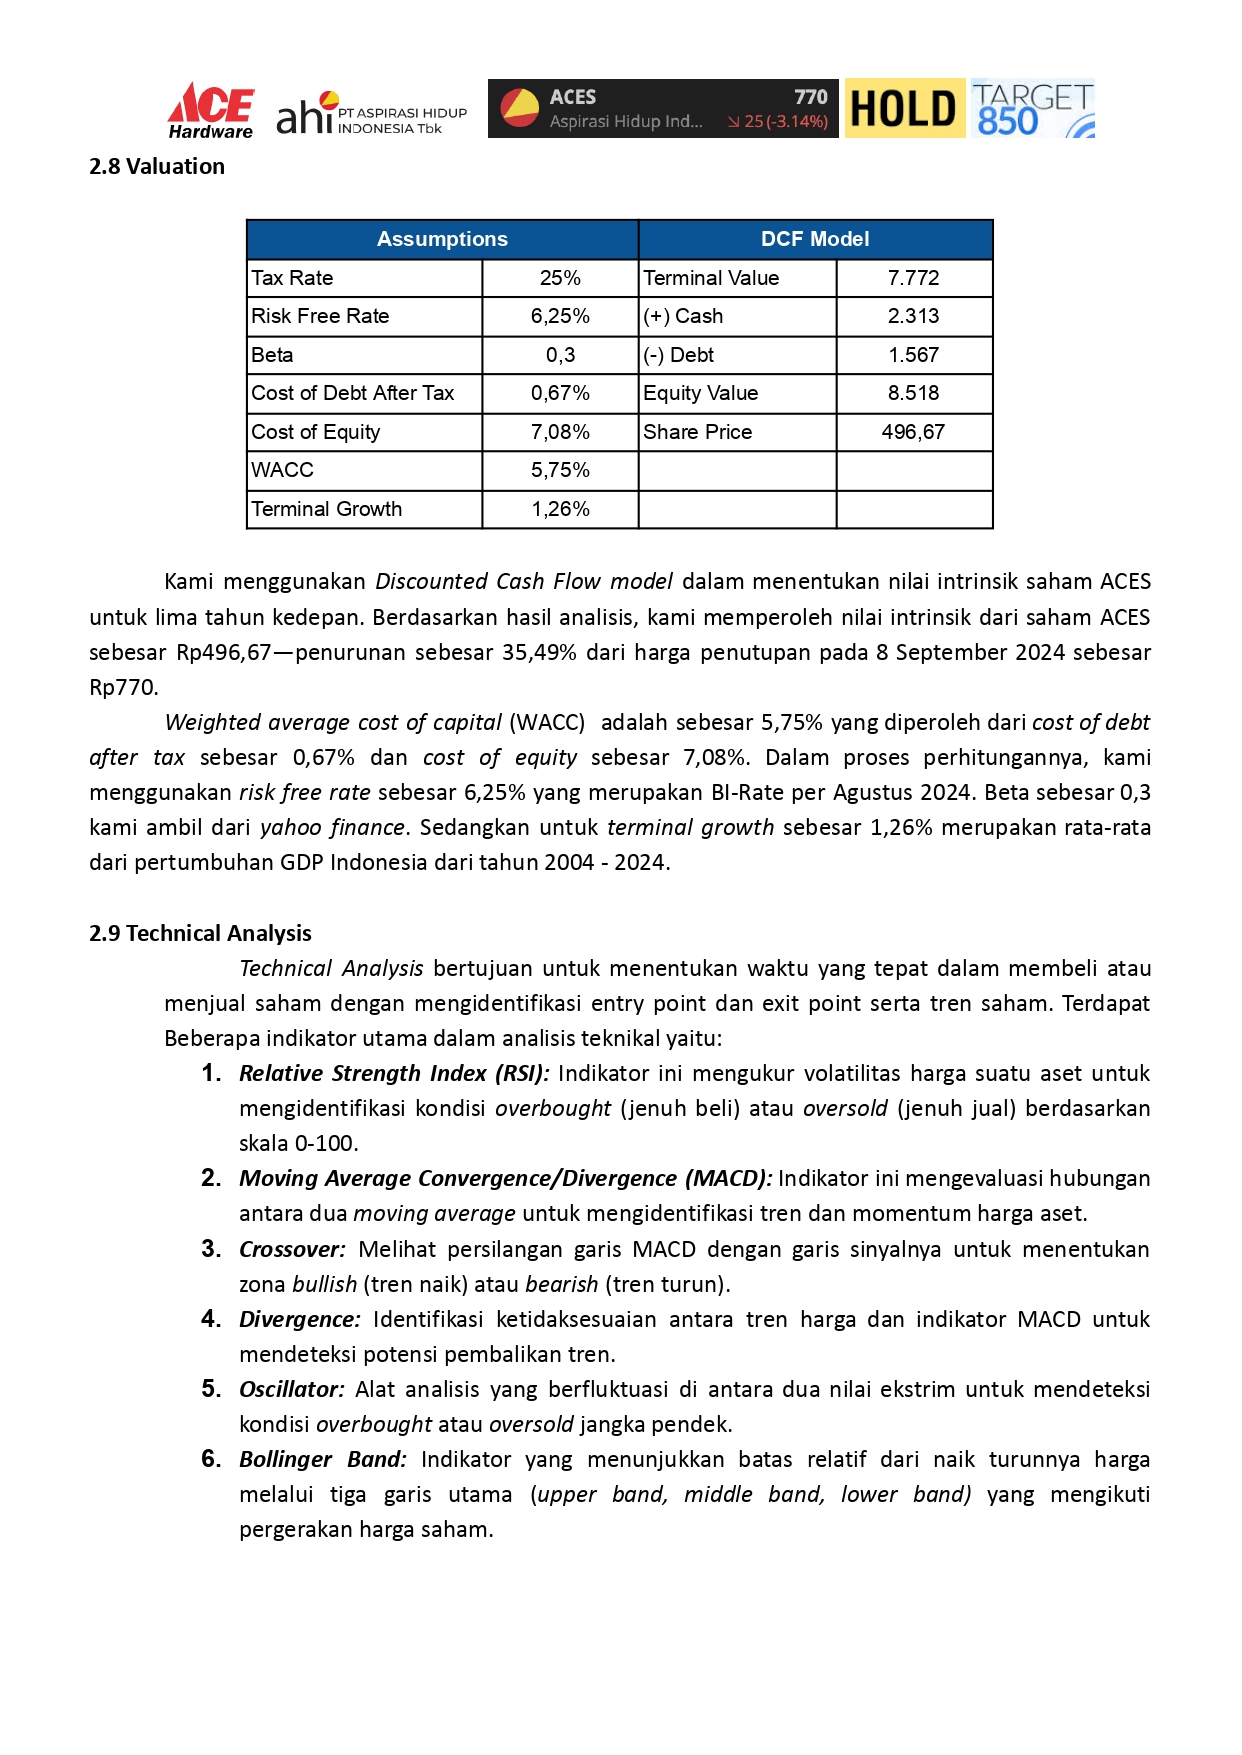 ACE
Hardware
ahi PT ASPIRASI HIDUP
INDONESIA Tbk
ACES 770
Aspirasi Hidup Ind... ↘ 25 (-3.14%)
HOLD
TARGET
850
2.8 Valuation
Assumptions DCF Model
Tax Rate 25% Terminal Value 7.772
Risk Free Rate 6,25% (+) Cash 2.313
Beta 0,3 (-) Debt 1.567
Cost of Debt After Tax 0,67% Equity Value 8.518
Cost of Equity 7,08% Share Price 496,67
WACC 5,75%
Terminal Growth 1,26%
Kami menggunakan Discounted Cash Flow model dalam menentukan nilai intrinsik saham ACES
untuk lima tahun kedepan. Berdasarkan hasil analisis, kami memperoleh nilai intrinsik dari saham ACES
sebesar Rp496,67—penurunan sebesar 35,49% dari harga penutupan pada 8 September 2024 sebesar
Rp770.
Weighted average cost of capital (WACC) adalah sebesar 5,75% yang diperoleh dari cost of debt
after tax sebesar 0,67% dan cost of equity sebesar 7,08%. Dalam proses perhitungannya, kami
menggunakan risk free rate sebesar 6,25% yang merupakan BI-Rate per Agustus 2024. Beta sebesar 0,3
kami ambil dari yahoo finance. Sedangkan untuk terminal growth sebesar 1,26% merupakan rata-rata
dari pertumbuhan GDP Indonesia dari tahun 2004 - 2024.
2.9 Technical Analysis
Technical Analysis bertujuan untuk menentukan waktu yang tepat dalam membeli atau
menjual saham dengan mengidentifikasi entry point dan exit point serta tren saham. Terdapat
Beberapa indikator utama dalam analisis teknikal yaitu:
1. Relative Strength Index (RSI): Indikator ini mengukur volatilitas harga suatu aset untuk
mengidentifikasi kondisi overbought (jenuh beli) atau oversold (jenuh jual) berdasarkan
skala 0-100.
2. Moving Average Convergence/Divergence (MACD): Indikator ini mengevaluasi hubungan
antara dua moving average untuk mengidentifikasi tren dan momentum harga aset.
3. Crossover: Melihat persilangan garis MACD dengan garis sinyalnya untuk menentukan
zona bullish (tren naik) atau bearish (tren turun).
4. Divergence: Identifikasi ketidaksesuaian antara tren harga dan indikator MACD untuk
mendeteksi potensi pembalikan tren.
5. Oscillator: Alat analisis yang berfluktuasi di antara dua nilai ekstrim untuk mendeteksi
kondisi overbought atau oversold jangka pendek.
6. Bollinger Band: Indikator yang menunjukkan batas relatif dari naik turunnya harga
melalui tiga garis utama (upper band, middle band, lower band) yang mengikuti
pergerakan harga saham.